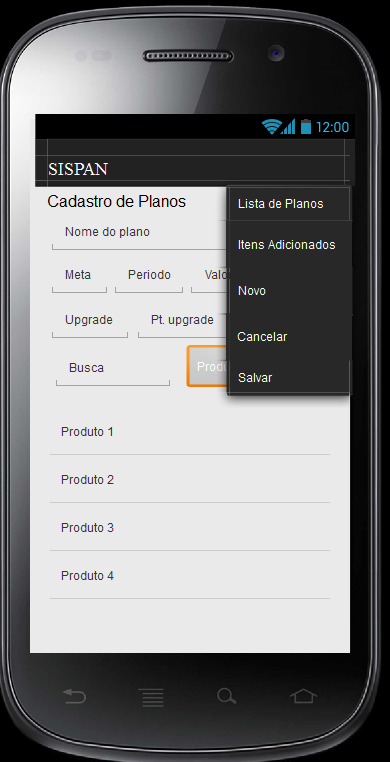 12:00
SISPAN
Cadastro de Planos
Lista de Planos
Nome do plano
Itens Adicionados
Meta Periodo
Novo
Upgrade Pt. upgrade
Cancelar
Busca
Salvar
Produto 1
Produto 2
Produto 3
Produto 4